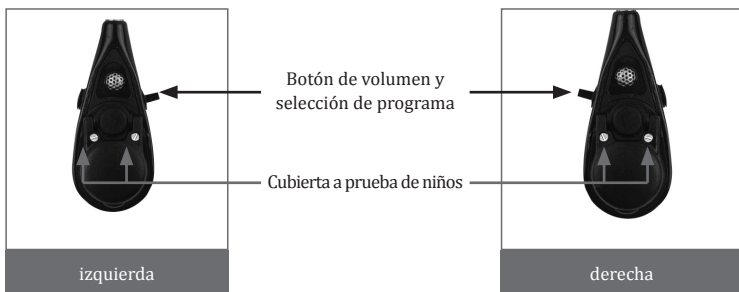 Botón de volumen y
selección de programa
Cubierta a prueba de niños
izquierda
derecha